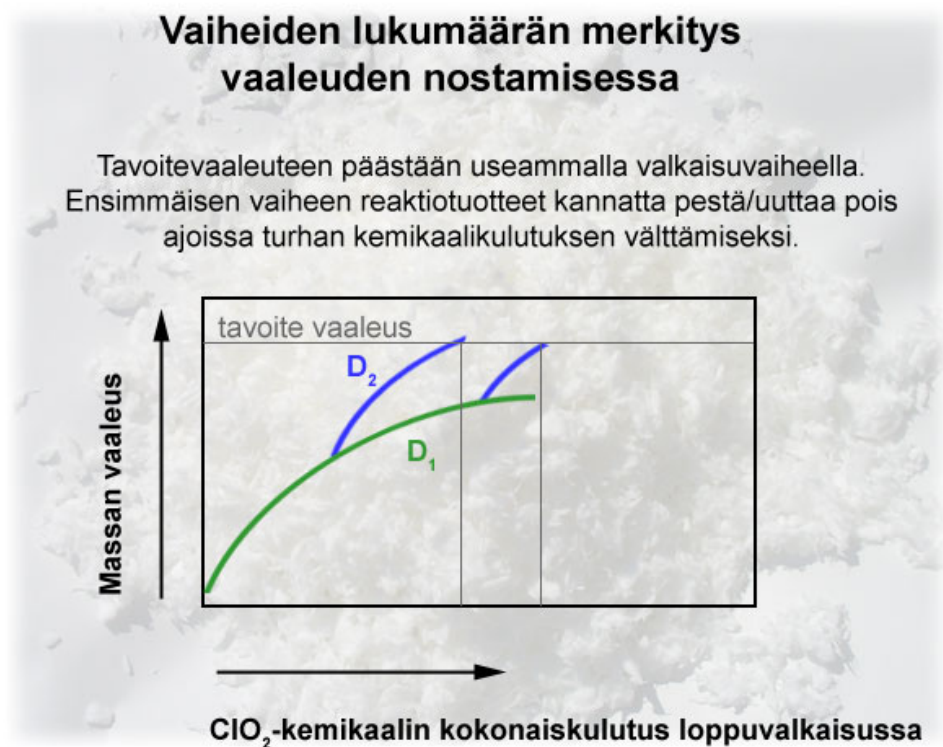 Vaiheiden lukumäärän merkitys
vaaleuden nostamisessa
Tavoitevaaleuteen päästään useammalla valkaisuvaiheella.
Ensimmäisen vaiheen reaktiotuotteet kannatta pestä/uuttaa pois
ajoissa turhan kemikaalikulutuksen välttämiseksi.
tavoite vaaleus
D₂
D₁
Massan vaaleus
ClO₂-kemikaalin kokonaiskulutus loppuvalkaisussa